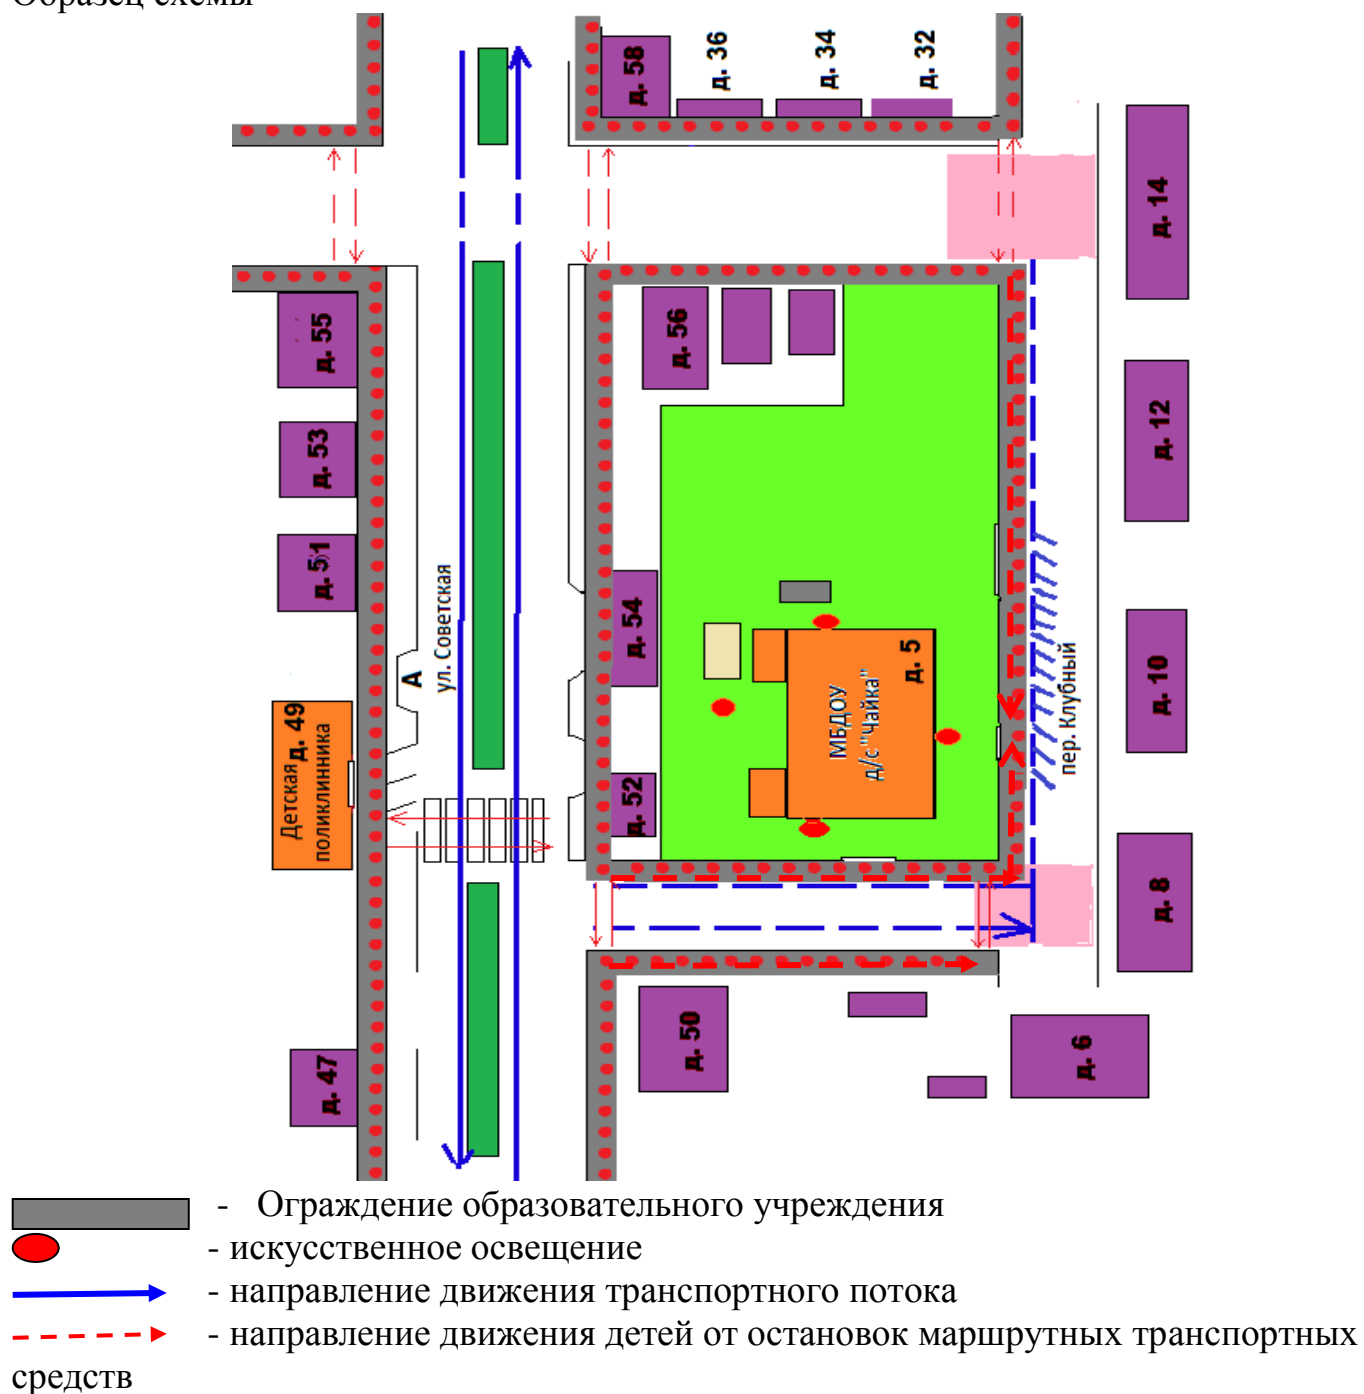 Образец схемы
д. 58
д. 36
д. 34
д. 32
д. 14
д. 55
д. 56
д. 53
д. 12
д. 51
ул. Советская
А
д. 54
д. 5
МБДОУ
д/с "Чайка"
д. 10
пер. Клубный
д. 49
Детская
поликлинника
д. 52
д. 8
д. 50
д. 6
д. 47
- Ограждение образовательного учреждения
- искусственное освещение
- направление движения транспортного потока
- направление движения детей от остановок маршрутных транспортных
средств